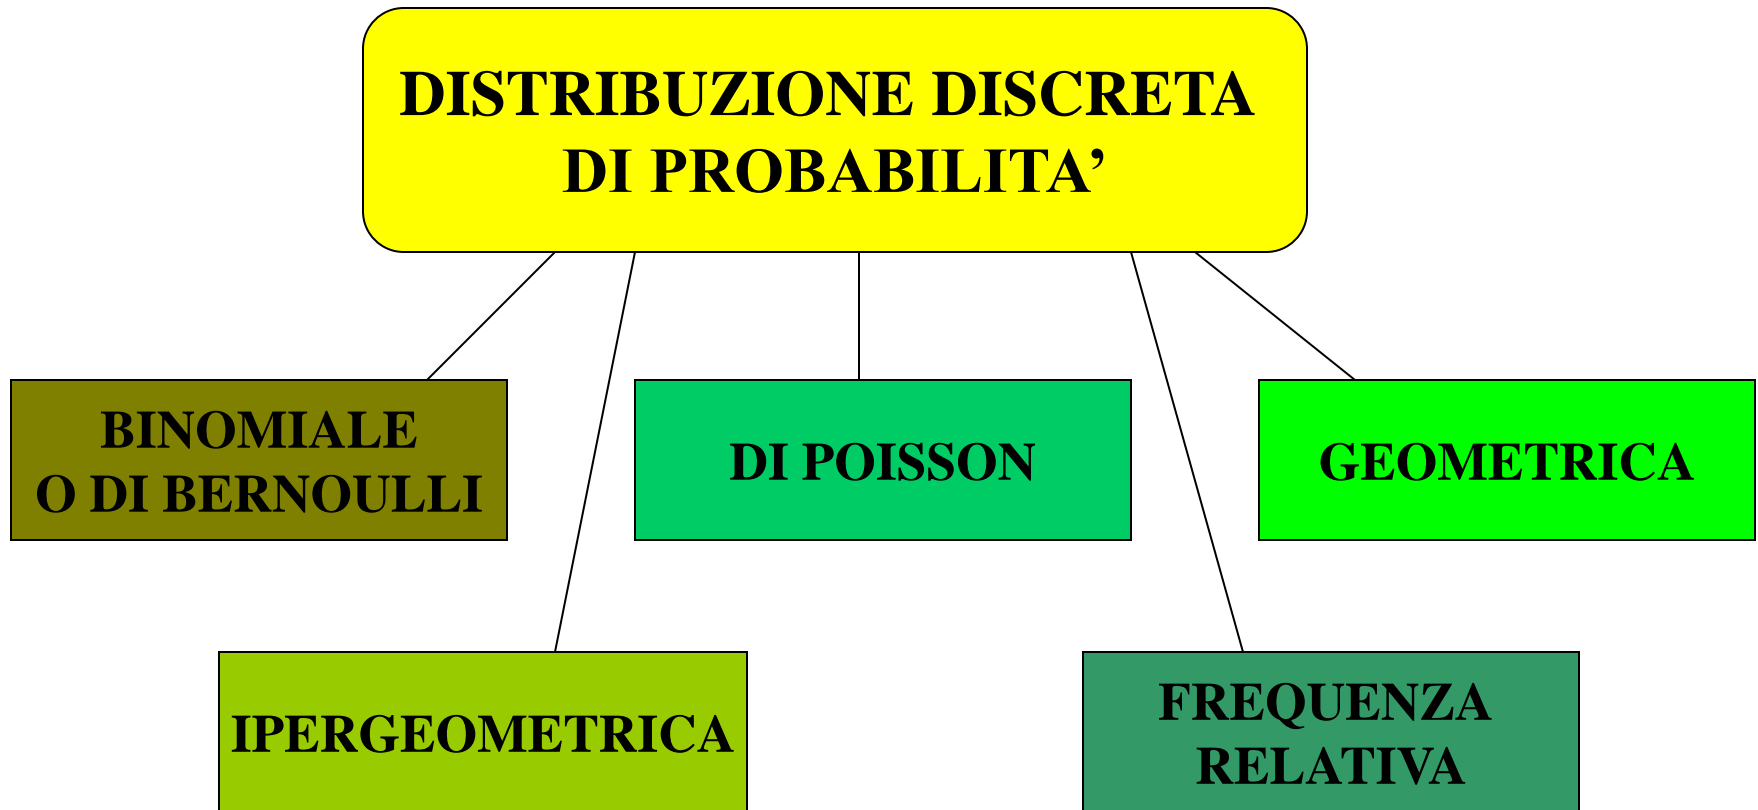 DISTRIBUZIONE DISCRETA
DI PROBABILITA’
BINOMIALE
O DI BERNOULLI
DI POISSON
GEOMETRICA
IPERGEOMETRICA
FREQUENZA
RELATIVA